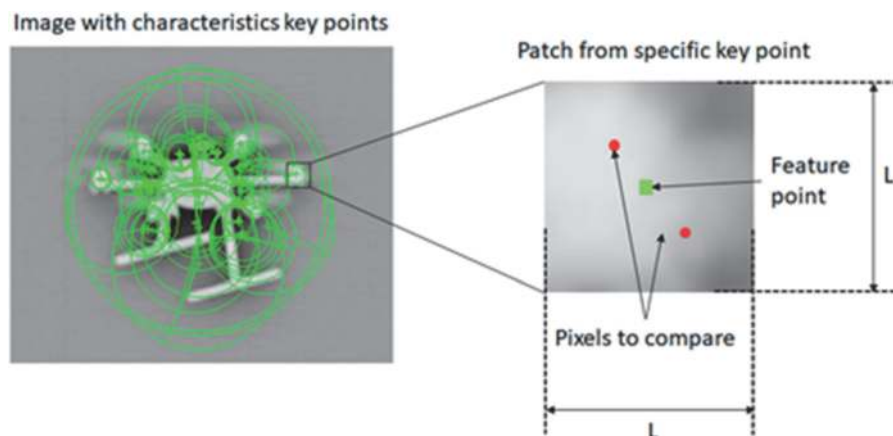 Image with characteristics key points
Patch from specific key point
Feature
point
L
Pixels to compare
L